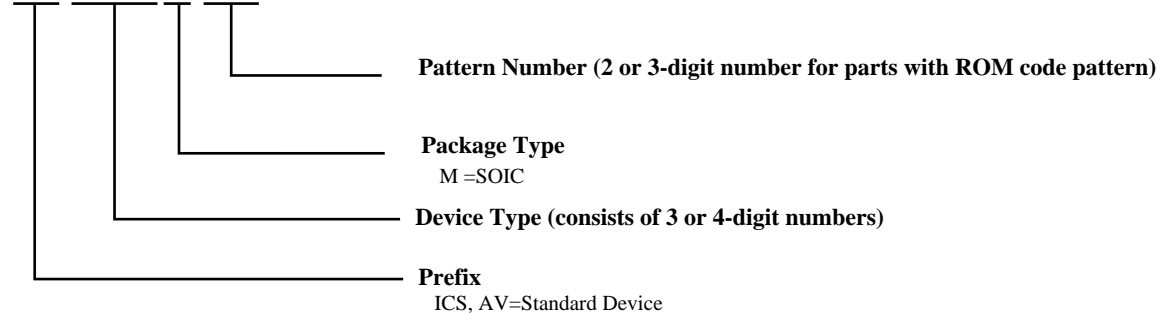 Pattern Number (2 or 3-digit number for parts with ROM code pattern)
Package Type
M =SOIC
Device Type (consists of 3 or 4-digit numbers)
Prefix
ICS, AV=Standard Device